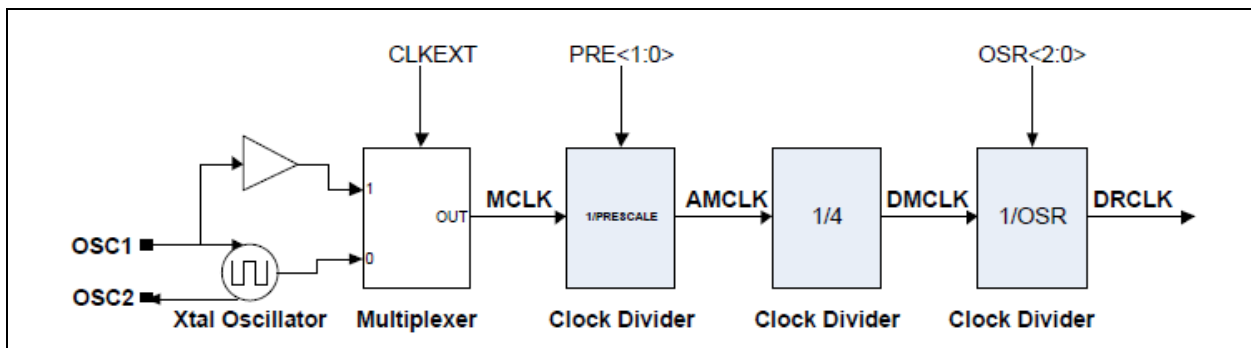 CLKEXT PRE<1:0> OSR<2:0>
1
OUT
0
MCLK
1/PRESCALE
AMCLK
1/4
DMCLK
1/OSR
DRCLK
OSC1
OSC2
Xtal Oscillator Multiplexer Clock Divider Clock Divider Clock Divider